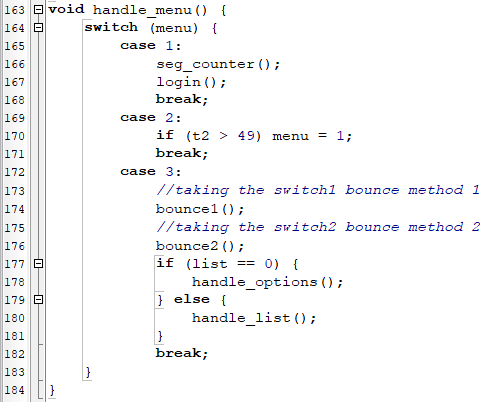 163 void handle_menu() {
164 switch (menu) {
165 case 1:
166 seg_counter();
167 login();
168 break;
169 case 2:
170 if (t2 > 49) menu = 1;
171 break;
172 case 3:
173 //taking the switch1 bounce method 1
174 bounce1();
175 //taking the switch2 bounce method 2
176 bounce2();
177 if (list == 0) {
178 handle_options();
179 } else {
180 handle_list();
181 }
182 break;
183 }
184 }